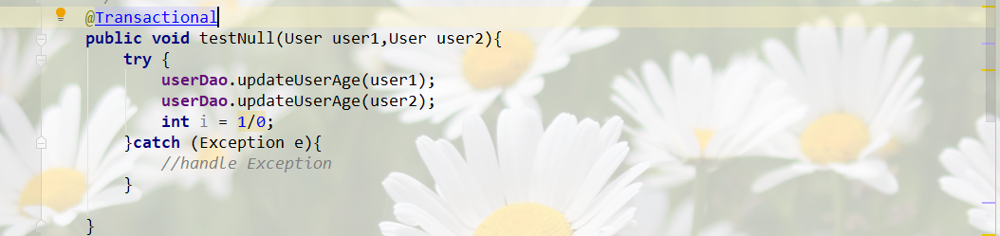 @Transactional
public void testNull(User user1,User user2){
try {
userDao.updateUserAge(user1);
userDao.updateUserAge(user2);
int i = 1/0;
}catch (Exception e){
//handle Exception
}
}